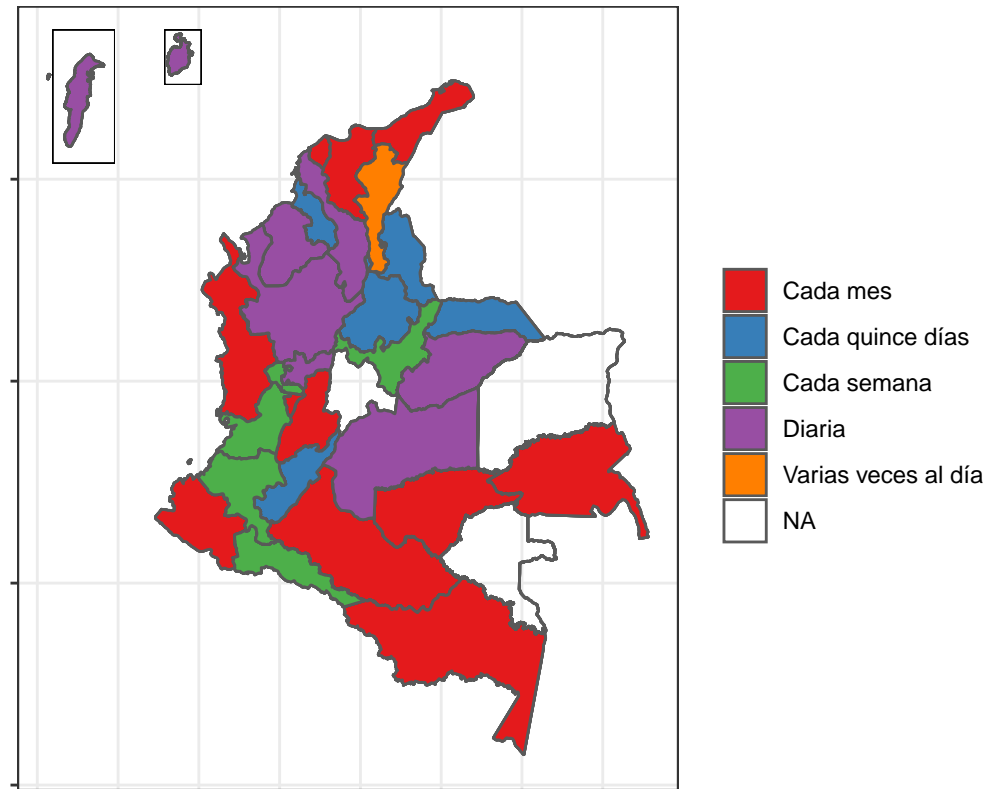 Cada mes
Cada quince días
Cada semana
Diaria
Varias veces al día
NA